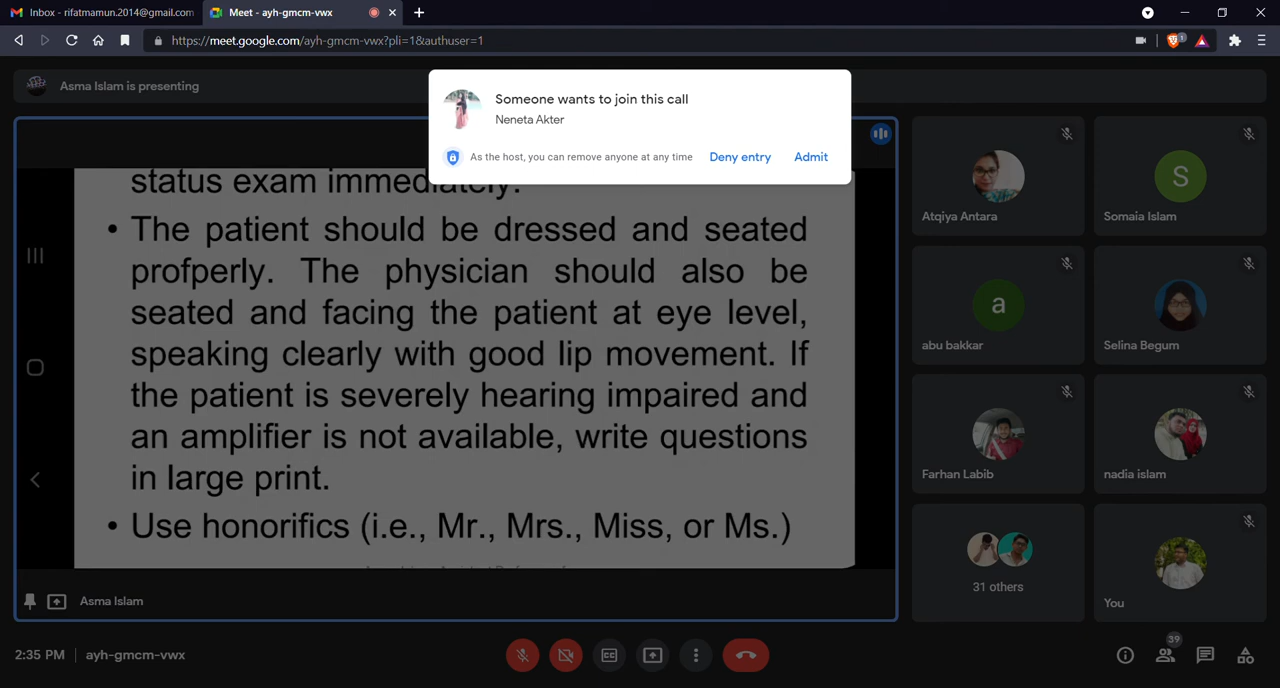 Inbox - rifatmamun.2014@gmail.com
Meet - ayh-gmcm-vwx
https://meet.google.com/ayh-gmcm-vwx?pli=1&authuser=1
1
Asma Islam is presenting
Someone wants to join this call
Neneta Akter
As the host, you can remove anyone at any time
Deny entry
Admit
status exam immediately.
• The patient should be dressed and seated
profperly. The physician should also be
seated and facing the patient at eye level,
speaking clearly with good lip movement. If
the patient is severely hearing impaired and
an amplifier is not available, write questions
in large print.
• Use honorifics (i.e., Mr., Mrs., Miss, or Ms.)
Asma Islam
Atqiya Antara
S
Somaia Islam
a
abu bakkar
Selina Begum
Farhan Labib
nadia islam
31 others
You
2:35 PM
ayh-gmcm-vwx
CC
39